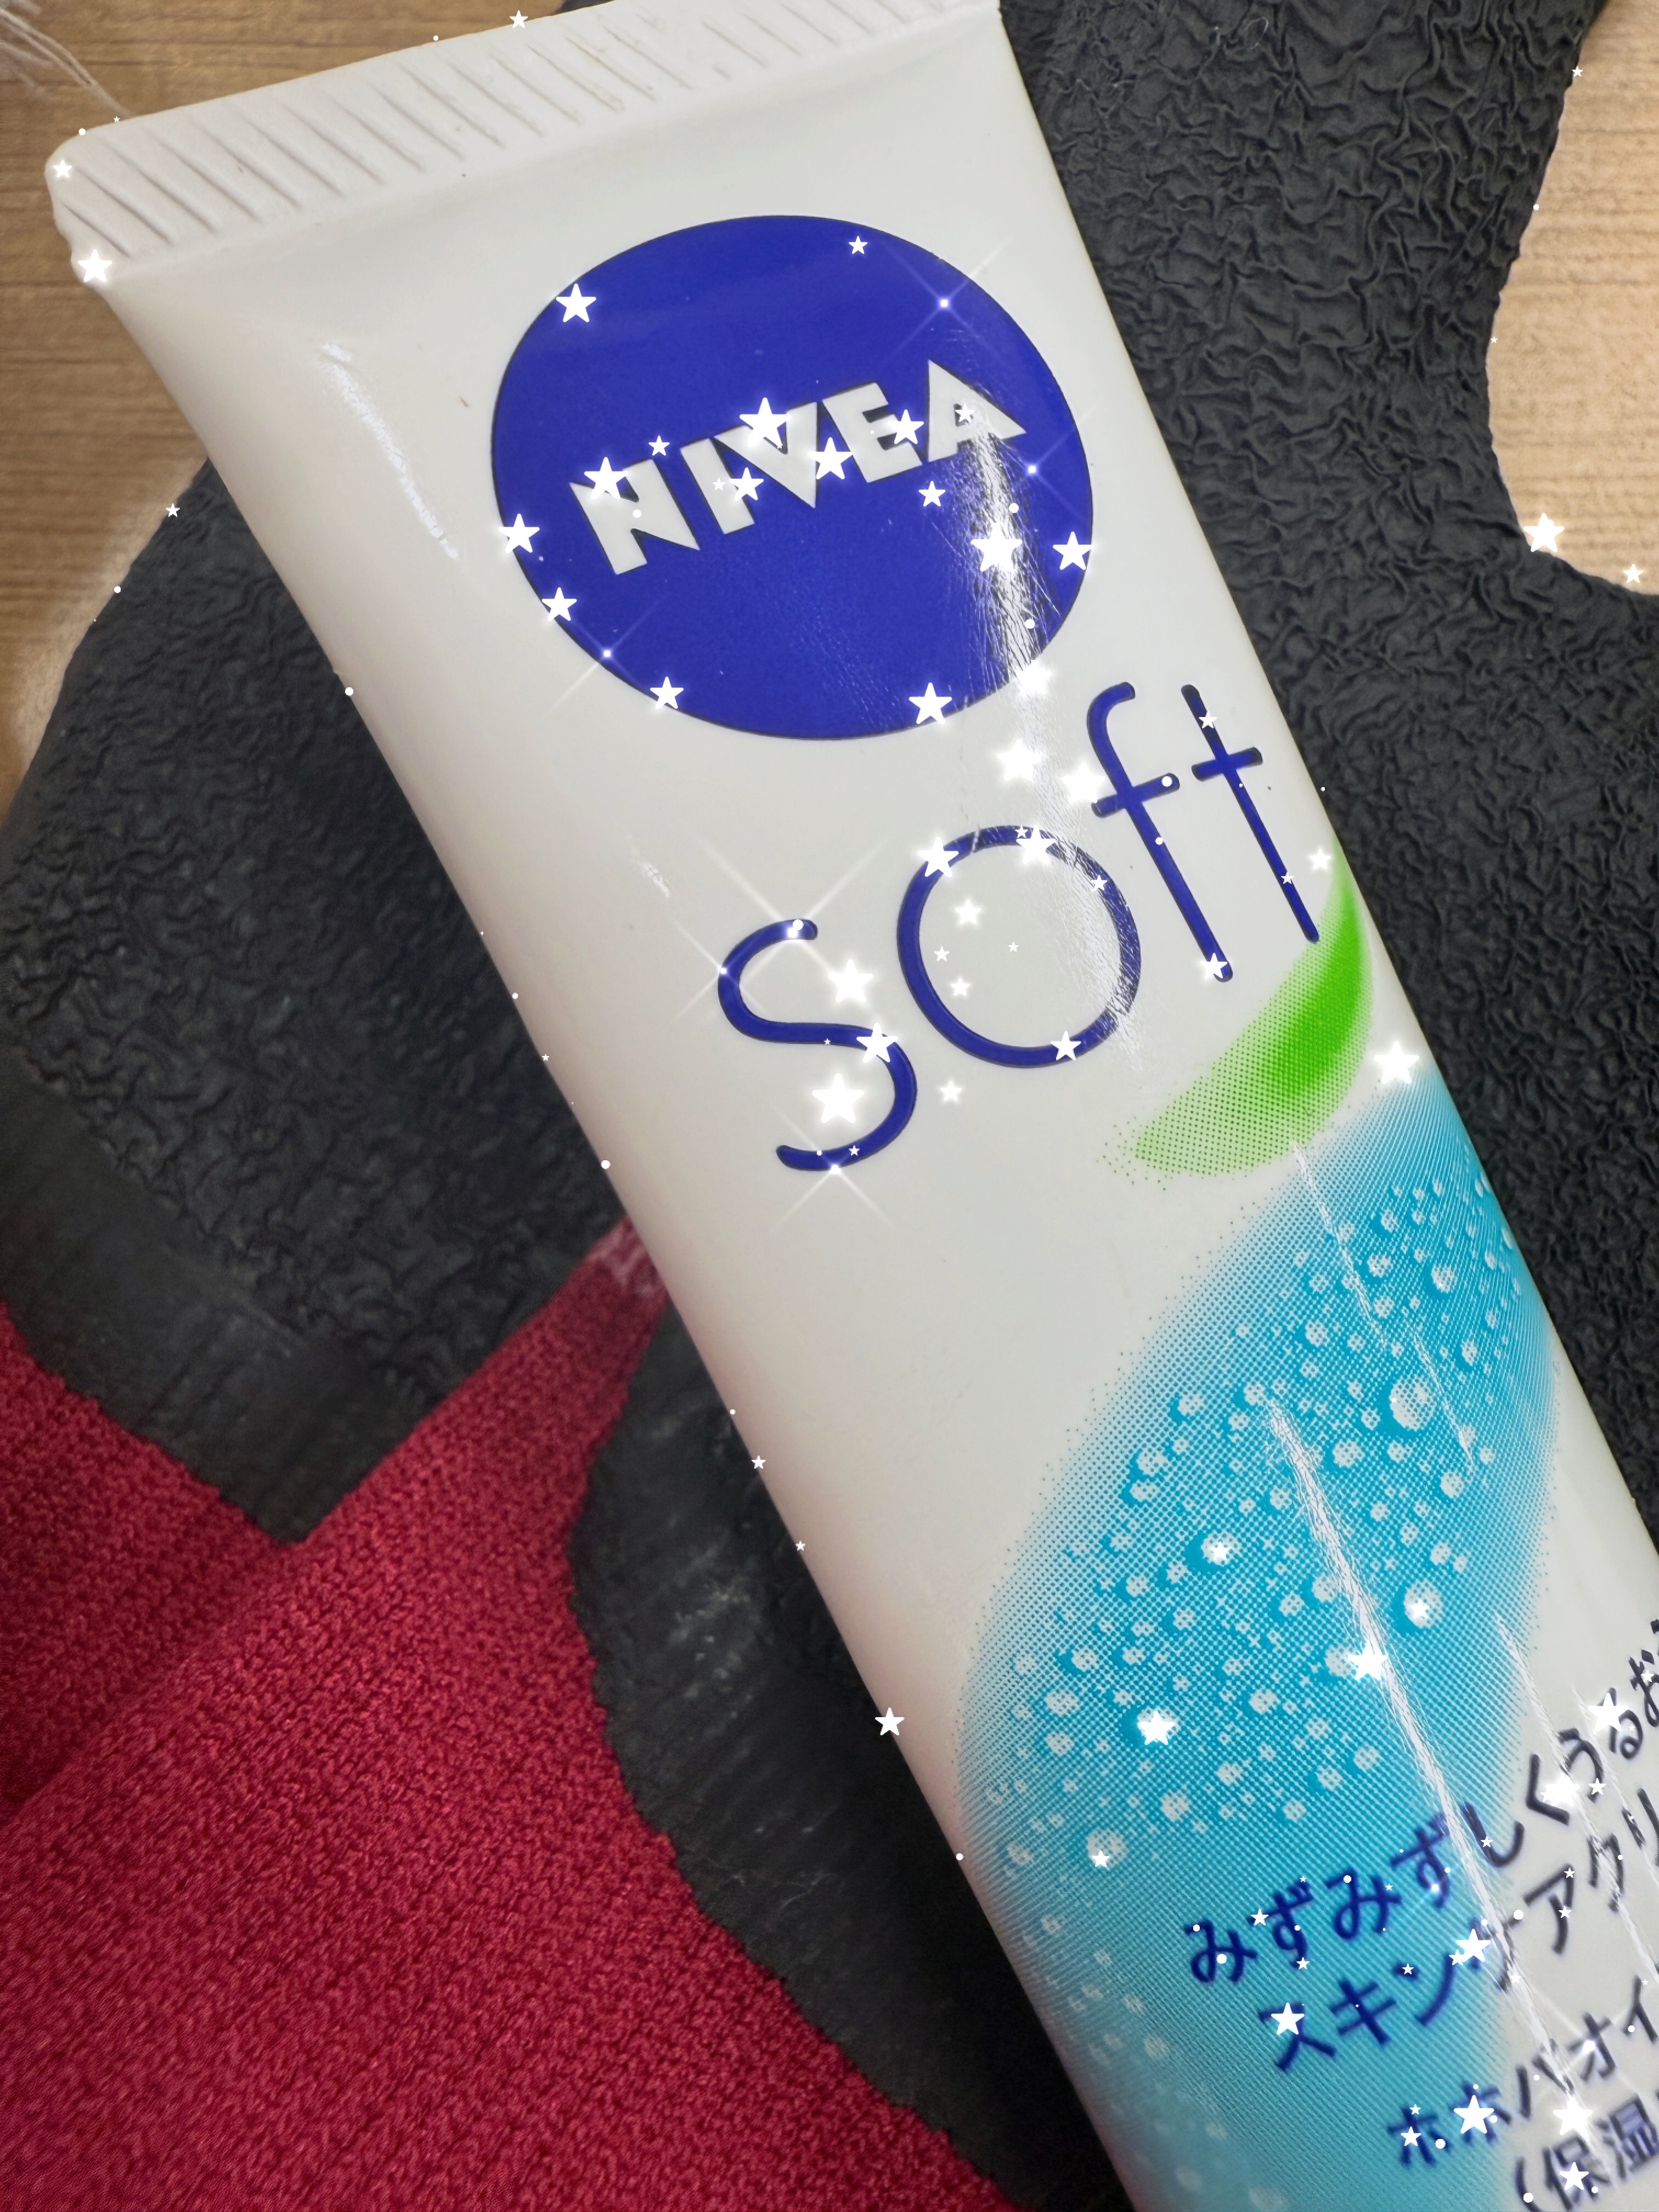 NIVEA
soft
みずみずしくうるお
スキンケアクリ
ホホバオイ
(保湿